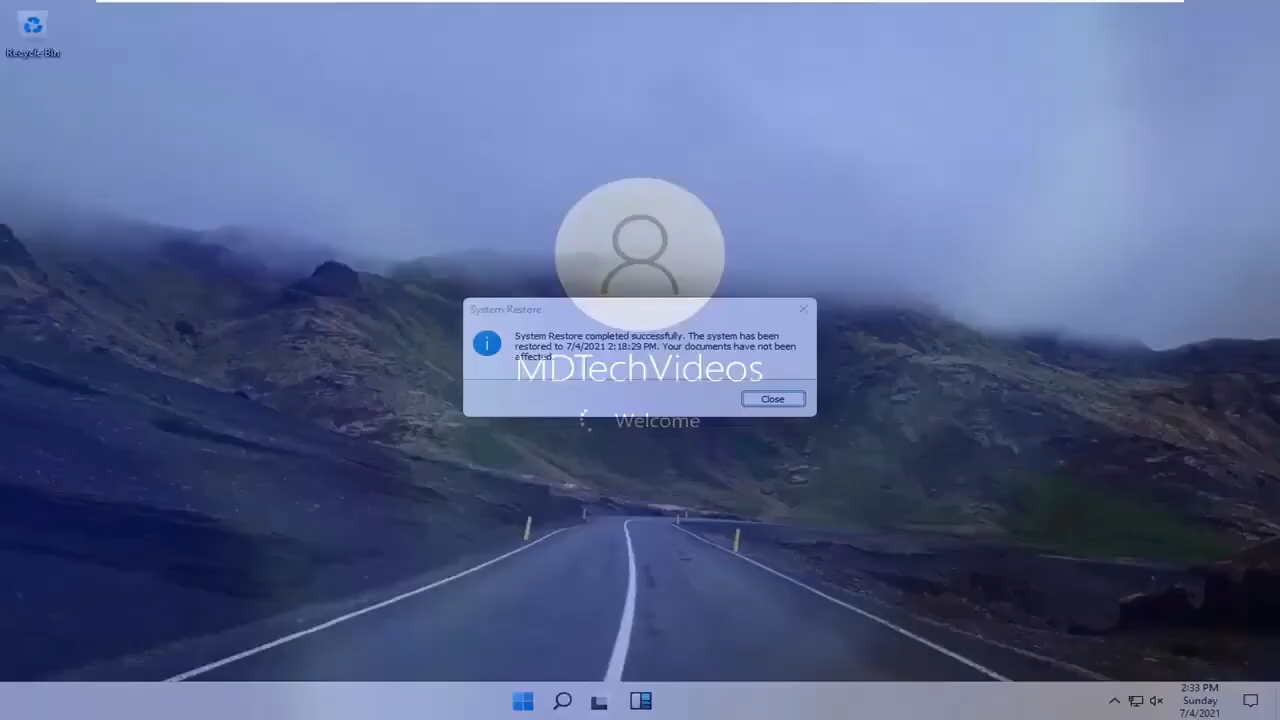 Recycle Bin
System Restore
System Restore completed successfully. The system has been
restored to 7/4/2021 2:18:29 PM. Your documents have not been
affected.
MDTechVideos
Close
Welcome
2:33 PM
Sunday
7/4/2021